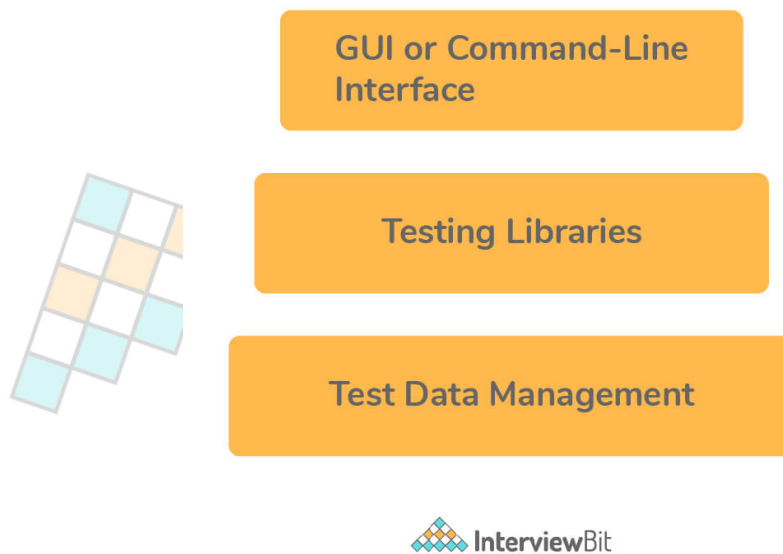 GUI or Command-Line
Interface
Testing Libraries
Test Data Management
InterviewBit